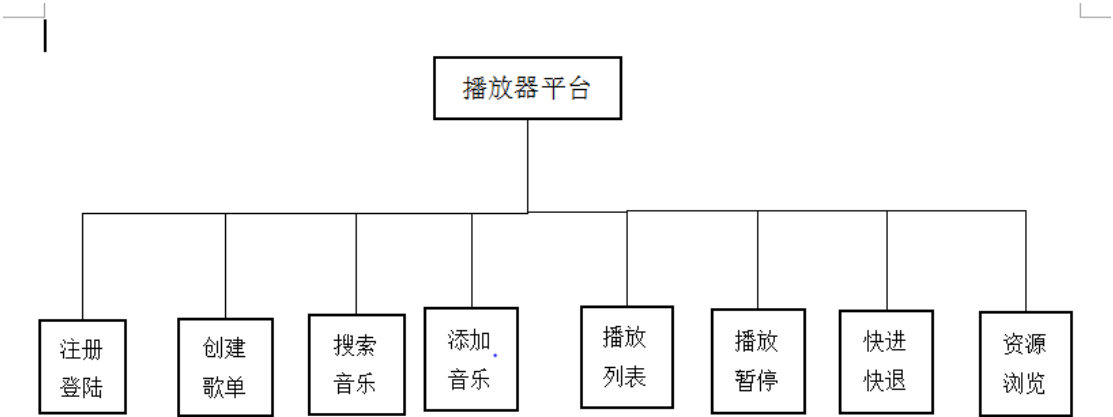 播放器平台
注册
登陆
创建
歌单
搜索
音乐
添加
音乐
播放
列表
播放
暂停
快进
快退
资源
浏览